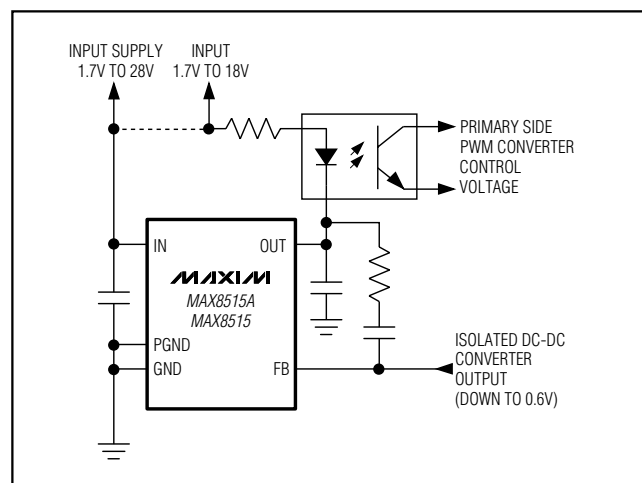 INPUT SUPPLY
1.7V TO 28V
INPUT
1.7V TO 18V
PRIMARY SIDE
PWM CONVERTER
CONTROL
VOLTAGE
IN
OUT
MAXIM
MAX8515A
MAX8515
PGND
GND
FB
ISOLATED DC-DC
CONVERTER
OUTPUT
(DOWN TO 0.6V)